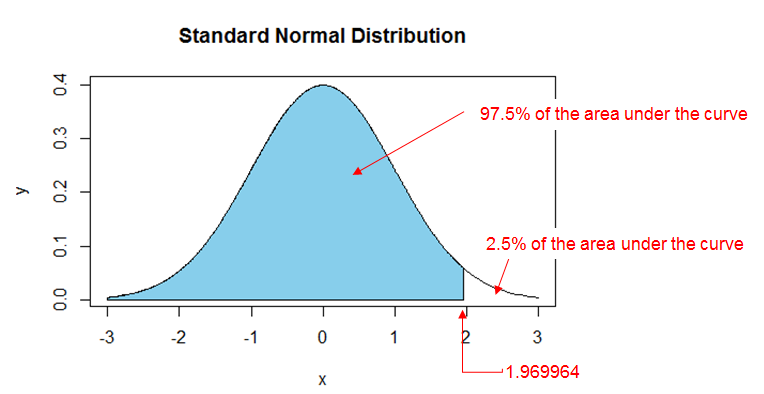 Standard Normal Distribution
97.5% of the area under the curve
2.5% of the area under the curve
y
0.4
0.3
0.2
0.1
0.0
-3 -2 -1 0 1 2 3
x
1.969964